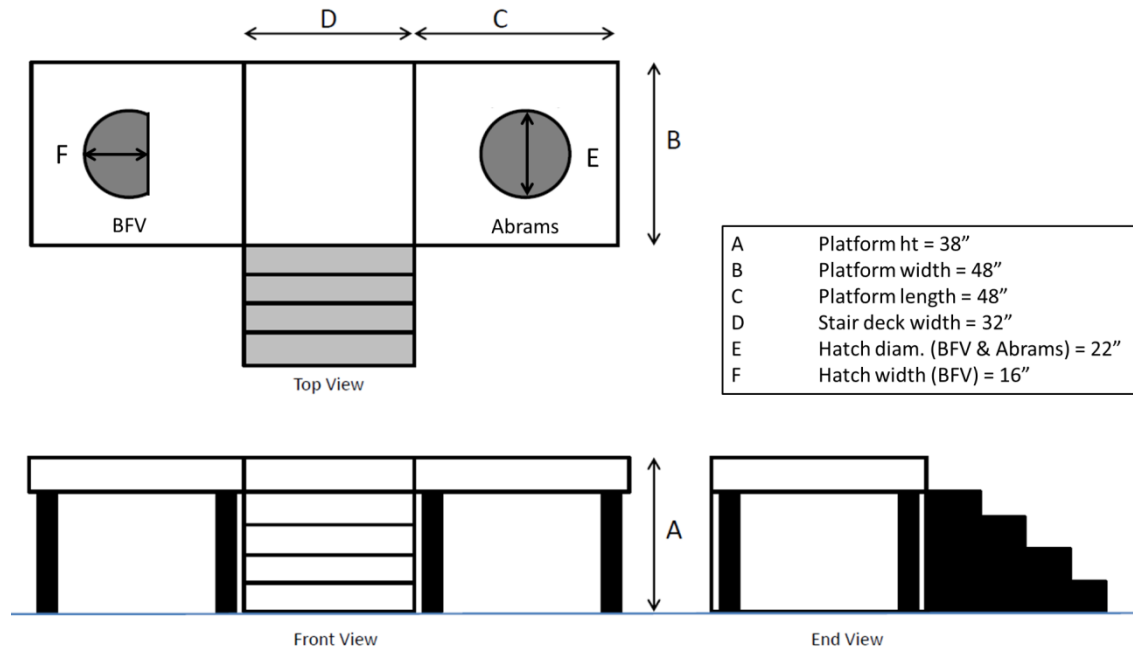 D
C
F
E
B
BFV
Abrams
Top View
A Platform ht = 38”
B Platform width = 48”
C Platform length = 48”
D Stair deck width = 32”
E Hatch diam. (BFV & Abrams) = 22”
F Hatch width (BFV) = 16”
A
Front View
End View